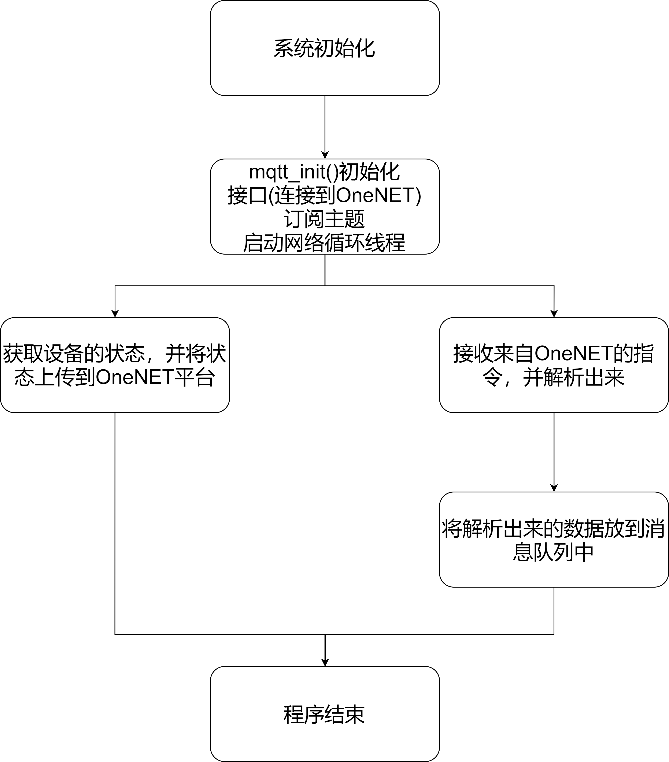 系统初始化
mqtt_init()初始化
接口(连接到OneNET)
订阅主题
启动网络循环线程
获取设备的状态，并将状
态上传到OneNET平台
接收来自OneNET的指
令，并解析出来
将解析出来的数据放到消
息队列中
程序结束